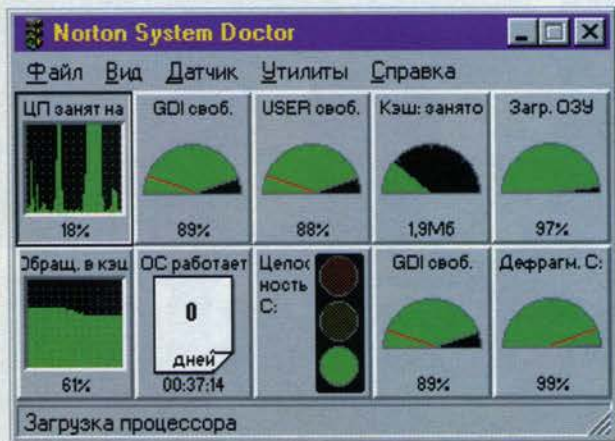 Norton System Doctor
Файл Вид Датчик Утилиты Справка
ЦП занят на GDI своб. USER своб. Кэш: занято Загр. ОЗУ
18% 89% 88% 1,9Мб 97%
Обращ. в кэш ОС работает Целос ность C: GDI своб. Дефрагм. C:
0
дней
61% 00:37:14 89% 99%
Загрузка процессора